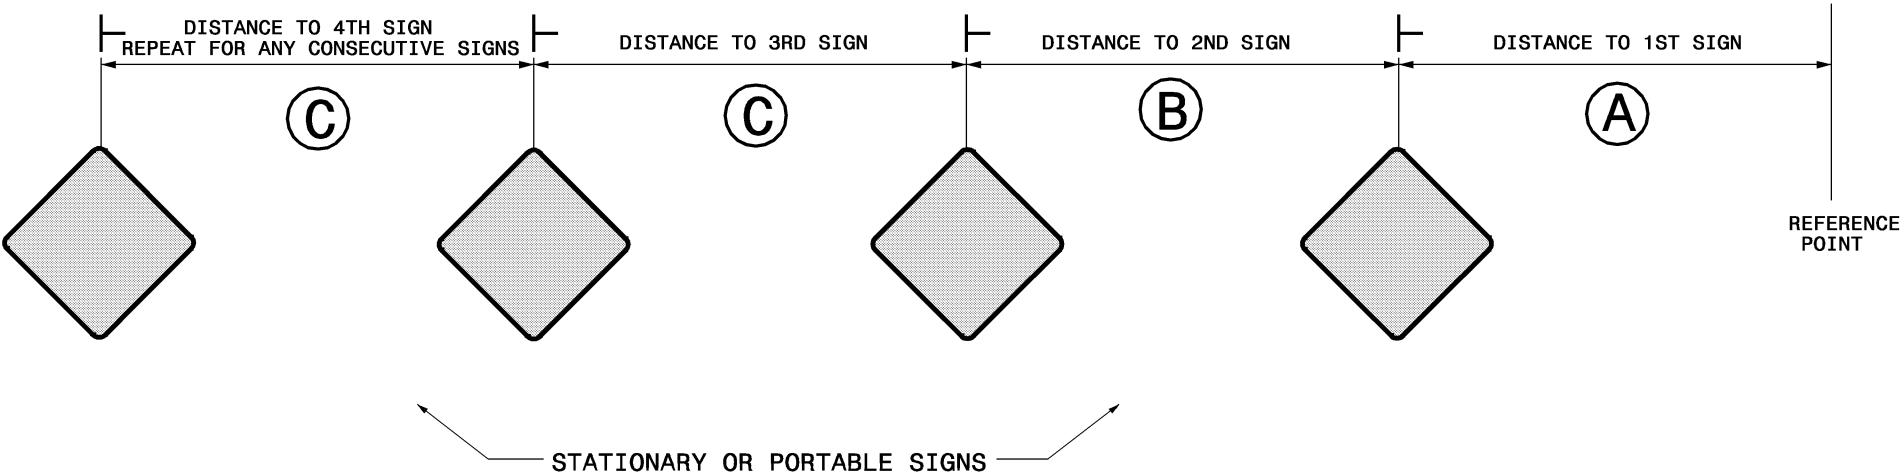 DISTANCE TO 4TH SIGN
REPEAT FOR ANY CONSECUTIVE SIGNS
DISTANCE TO 3RD SIGN
DISTANCE TO 2ND SIGN
DISTANCE TO 1ST SIGN
C
C
B
A
REFERENCE
POINT
STATIONARY OR PORTABLE SIGNS